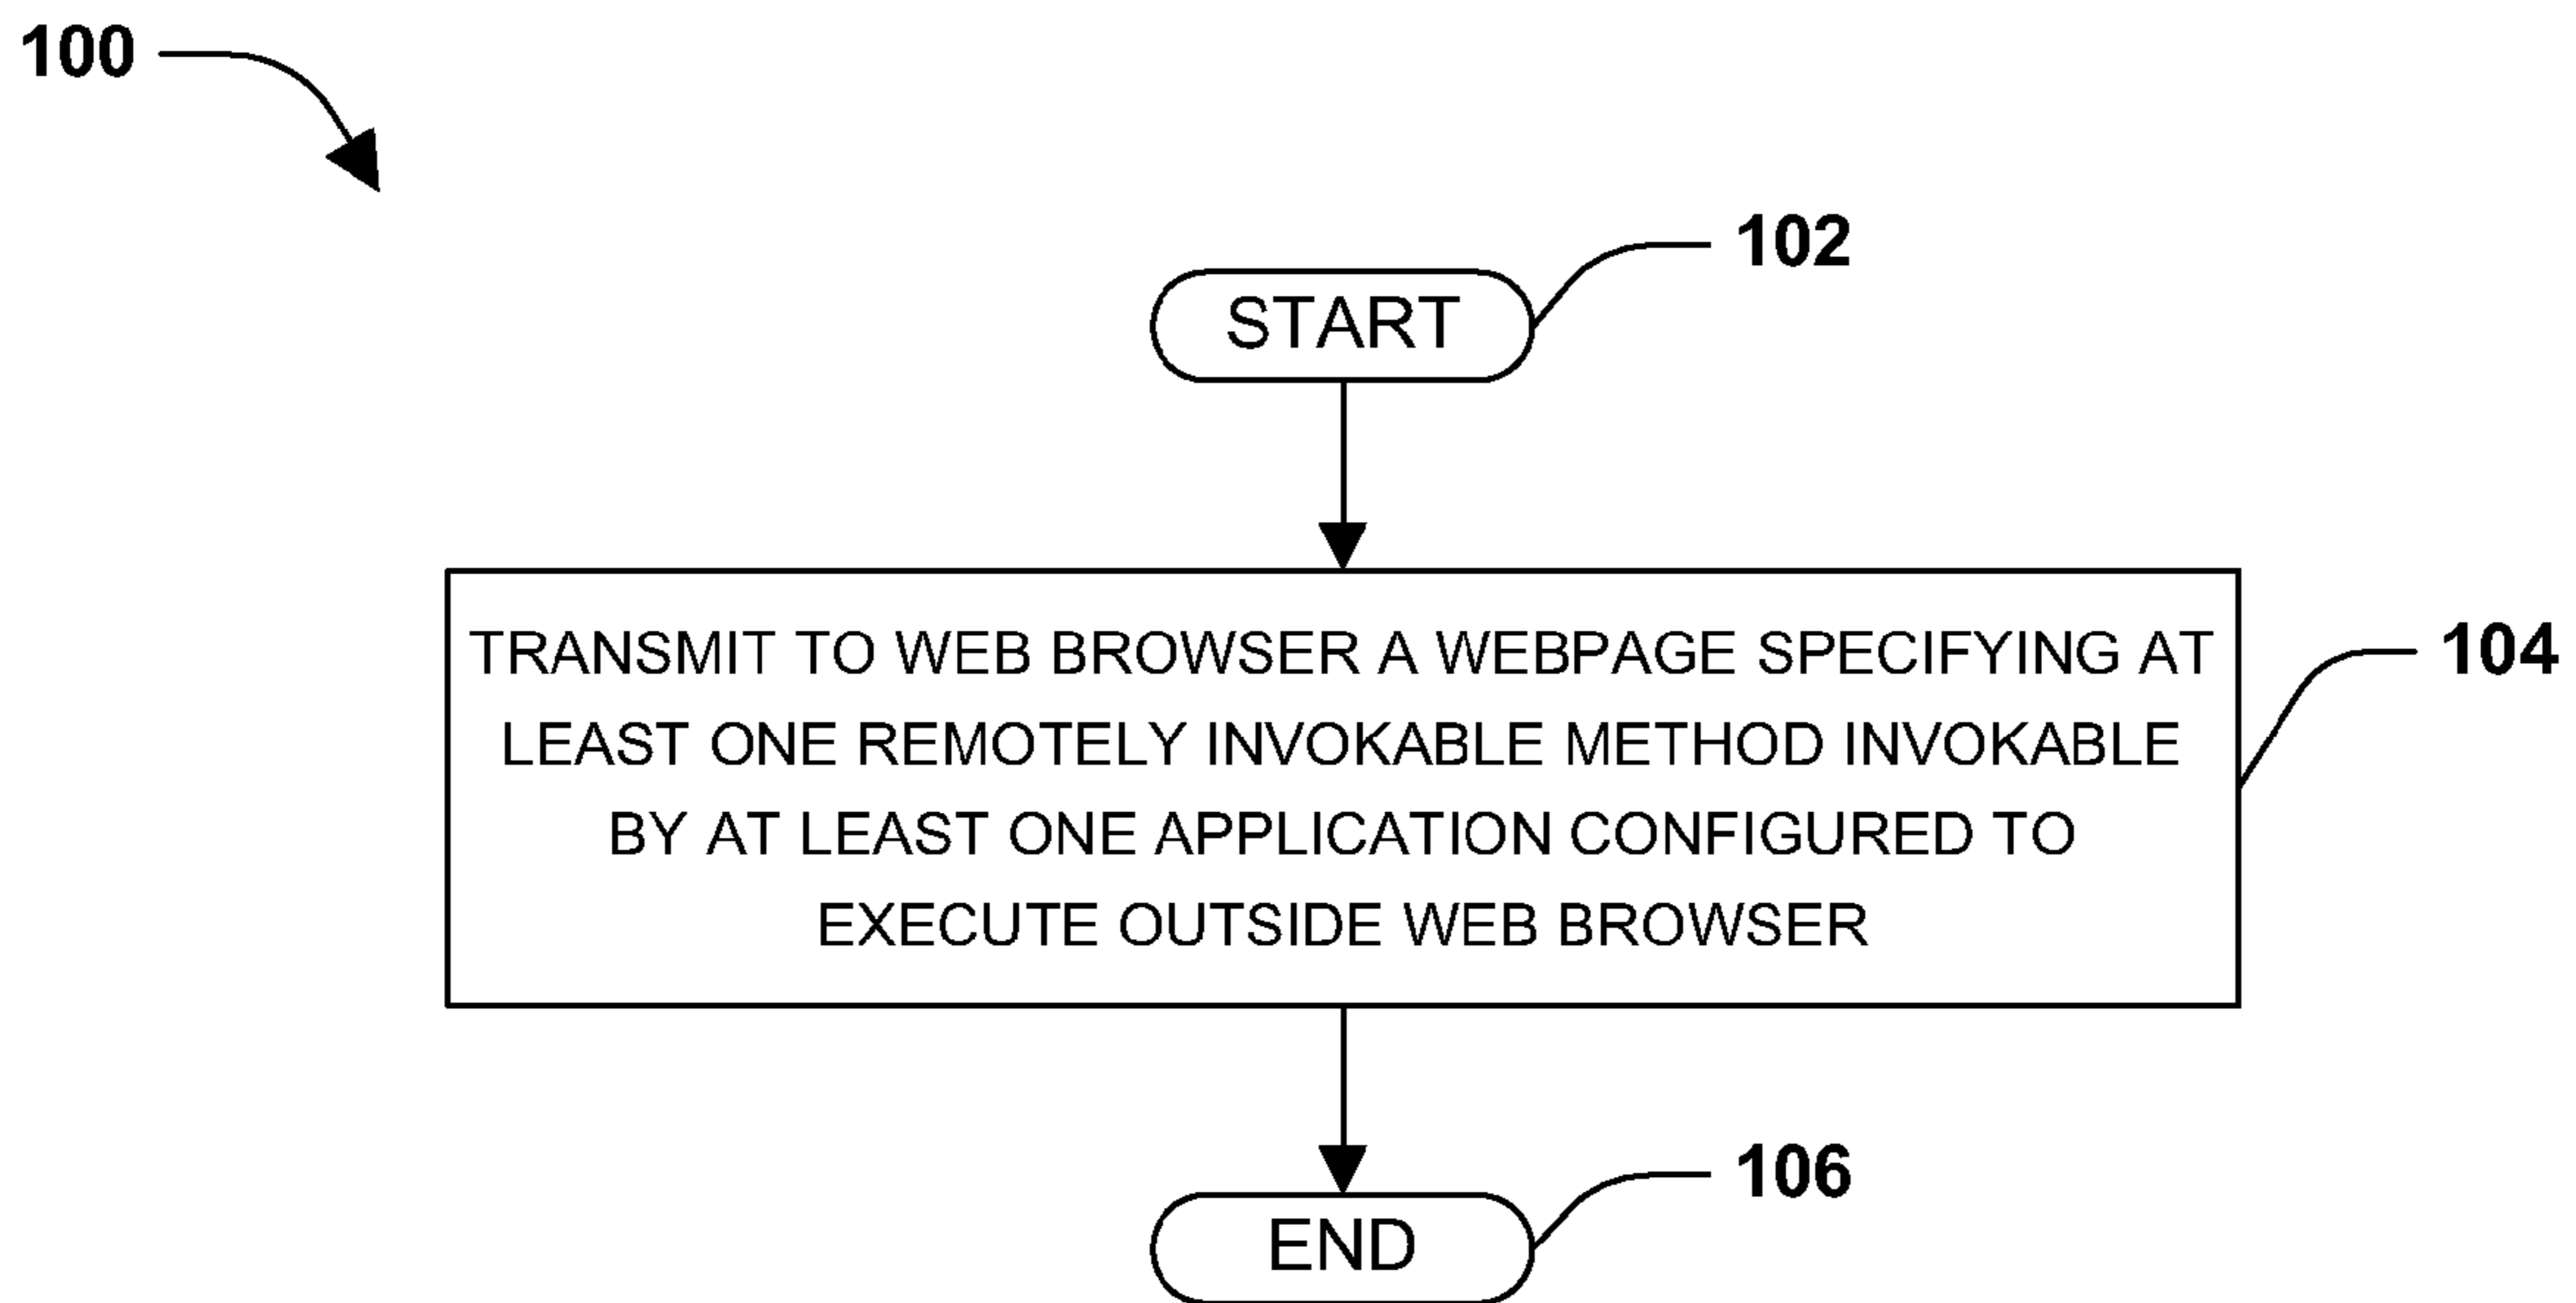 100
102
START
TRANSMIT TO WEB BROWSER A WEBPAGE SPECIFYING AT
LEAST ONE REMOTELY INVOKABLE METHOD INVOKABLE
BY AT LEAST ONE APPLICATION CONFIGURED TO
EXECUTE OUTSIDE WEB BROWSER
104
106
END